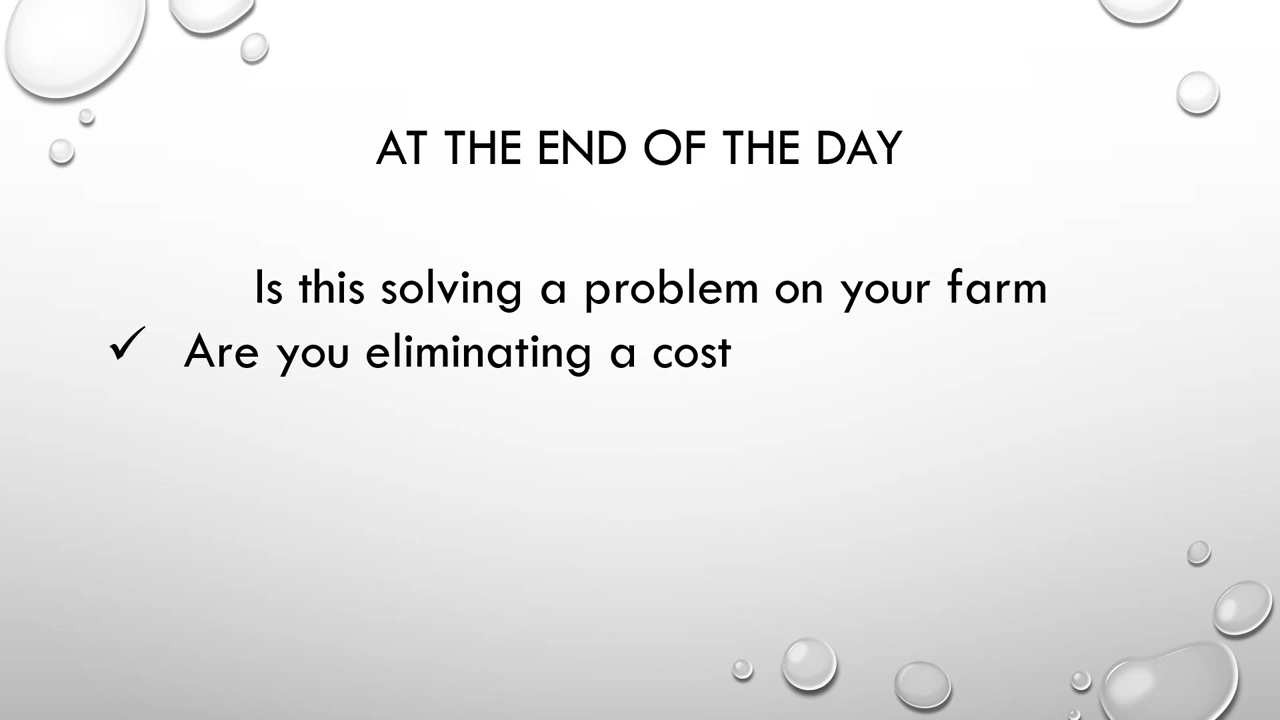 AT THE END OF THE DAY
Is this solving a problem on your farm
✓ Are you eliminating a cost